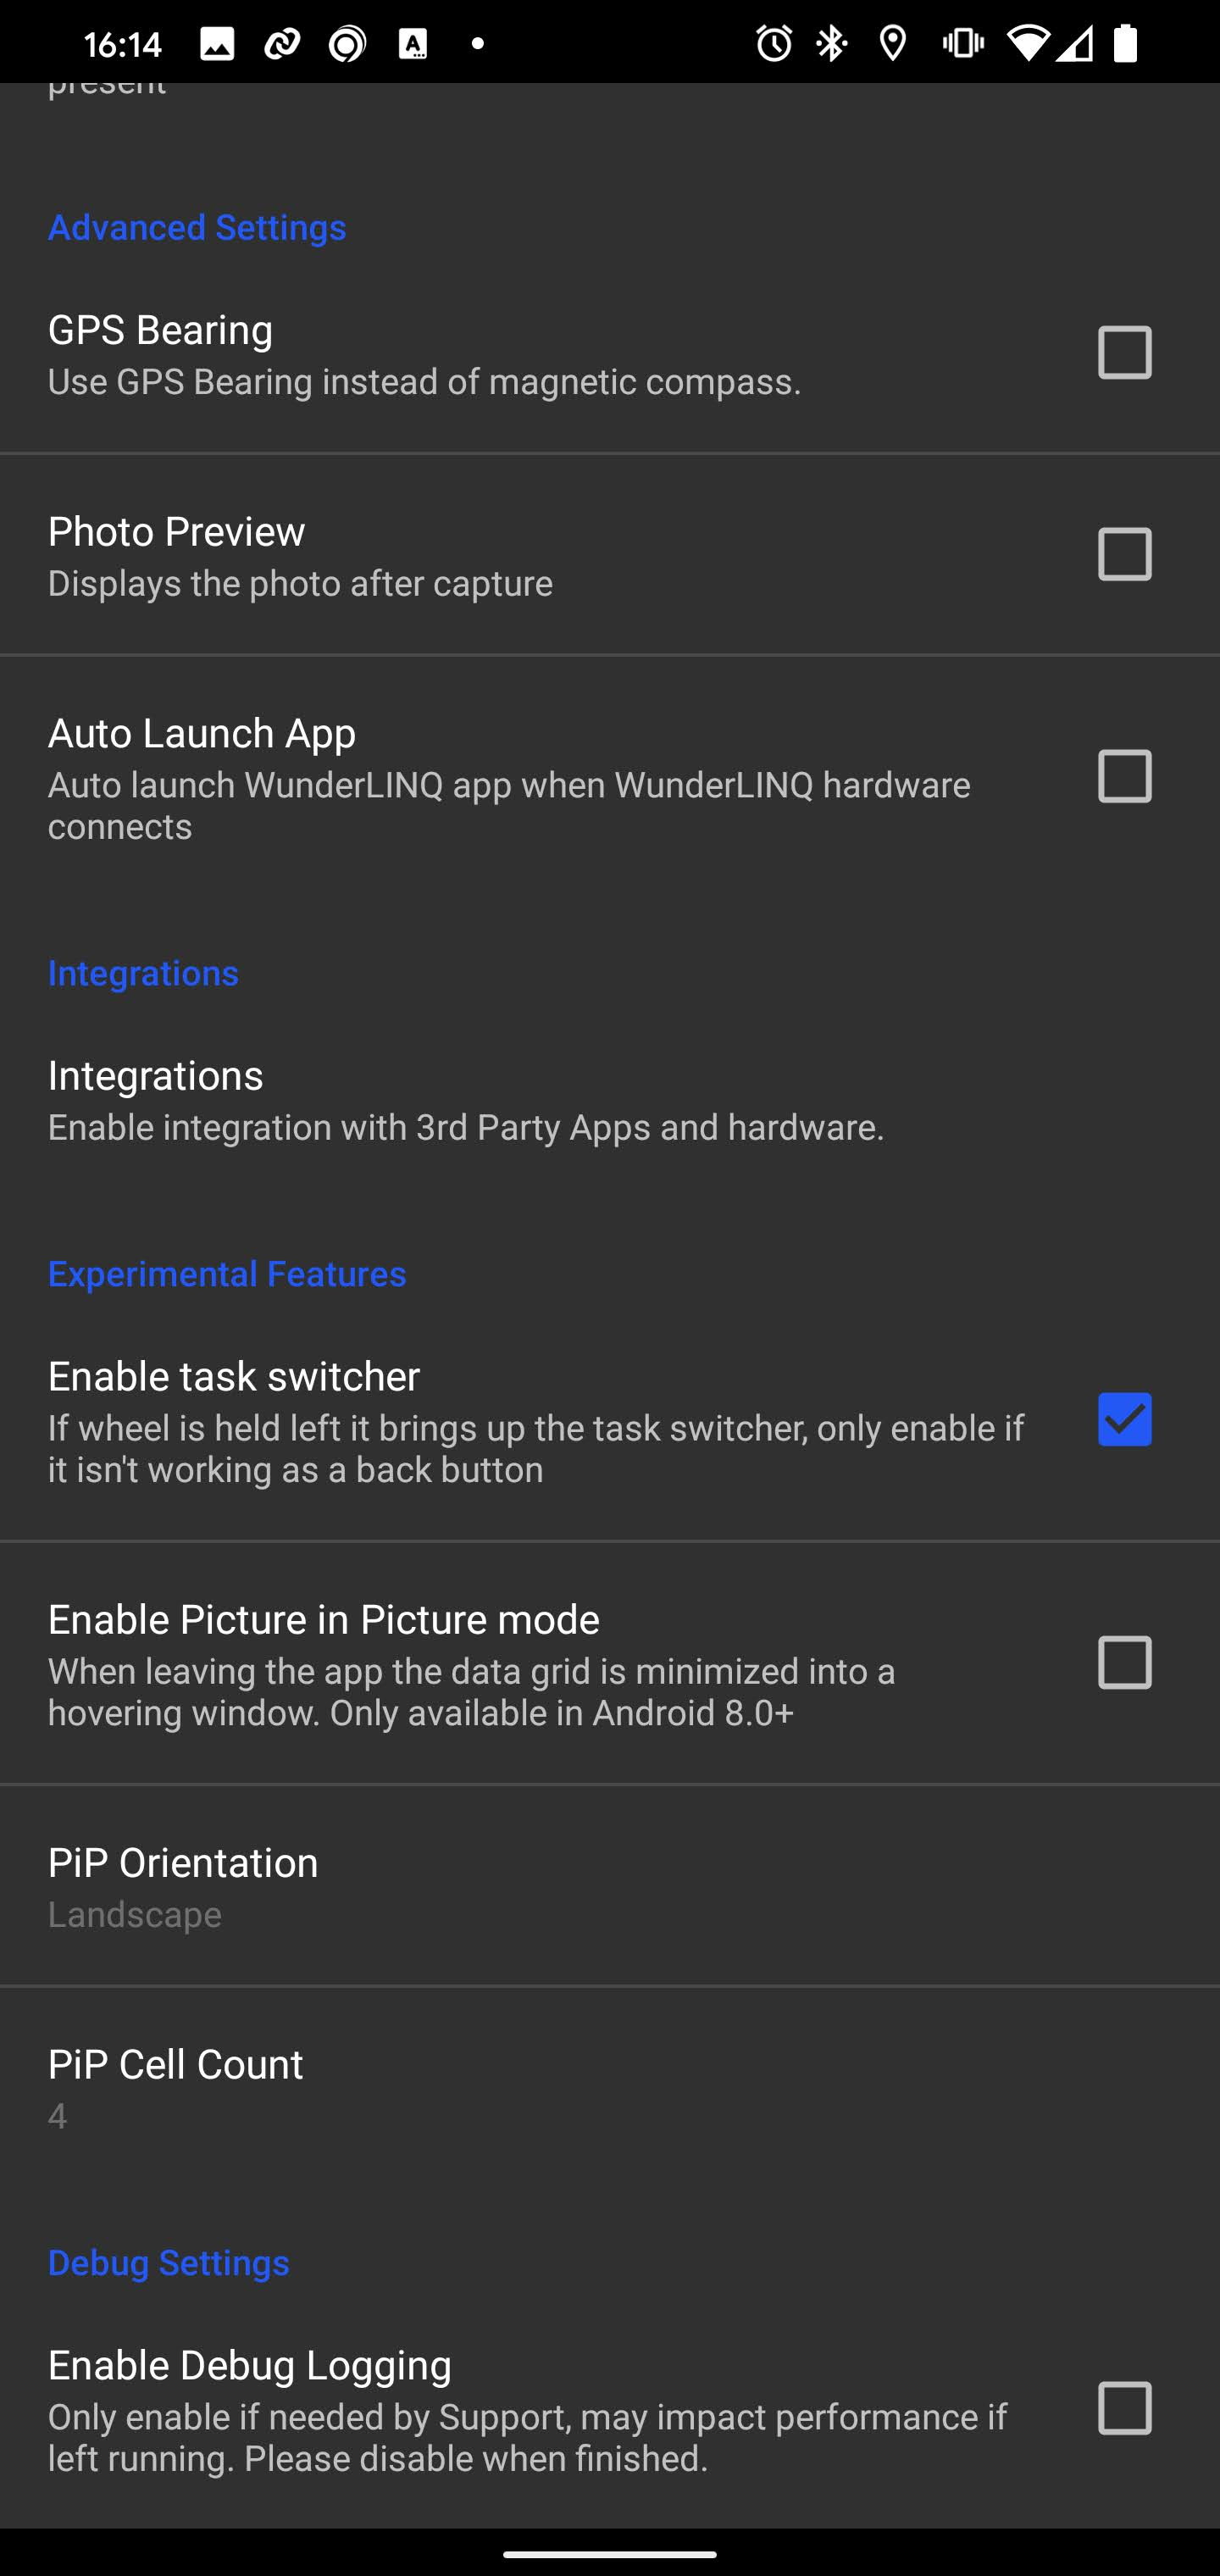 16:14
present
Advanced Settings
GPS Bearing
Use GPS Bearing instead of magnetic compass.
Photo Preview
Displays the photo after capture
Auto Launch App
Auto launch WunderLINQ app when WunderLINQ hardware
connects
Integrations
Integrations
Enable integration with 3rd Party Apps and hardware.
Experimental Features
Enable task switcher
If wheel is held left it brings up the task switcher, only enable if
it isn't working as a back button
Enable Picture in Picture mode
When leaving the app the data grid is minimized into a
hovering window. Only available in Android 8.0+
PiP Orientation
Landscape
PiP Cell Count
4
Debug Settings
Enable Debug Logging
Only enable if needed by Support, may impact performance if
left running. Please disable when finished.